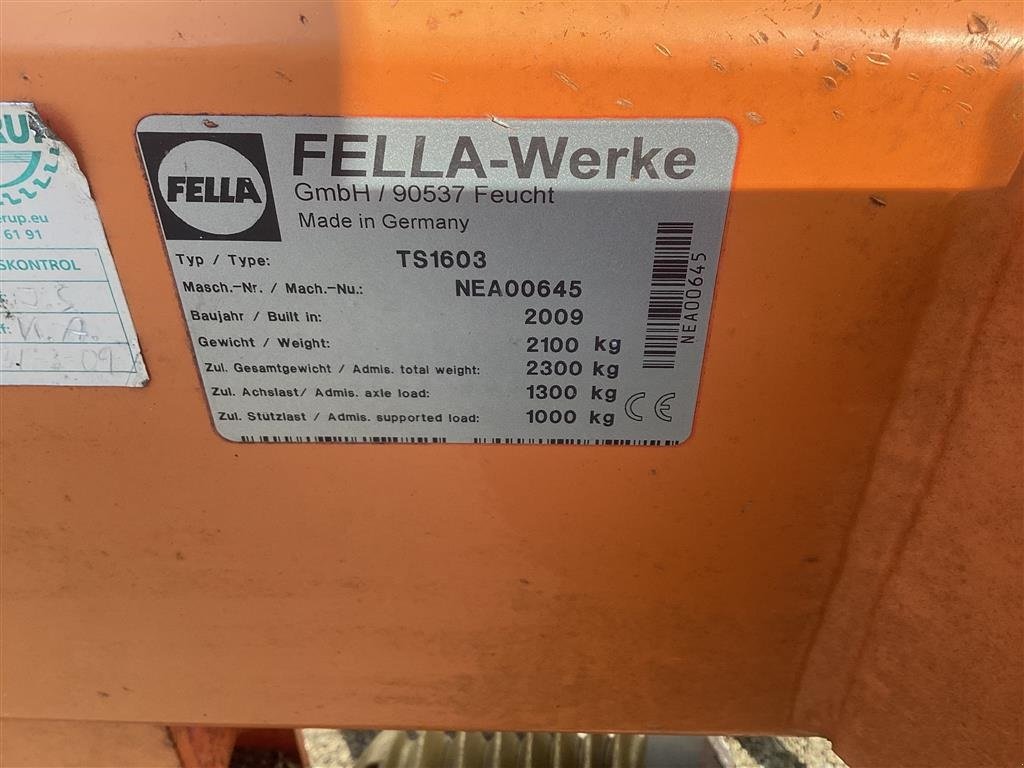 FELLA
FELLA-Werke
GmbH / 90537 Feucht
Made in Germany
Typ / Type: TS1603
Masch.-Nr. / Mach.-Nu.: NEA00645
Baujahr / Built in: 2009
Gewicht / Weight: 2100 kg
Zul. Gesamtgewicht / Admis. total weight: 2300 kg
Zul. Achslast/ Admis. axle load: 1300 kg
Zul. Stützlast / Admis. supported load: 1000 kg
CE
NEA00645
rup.eu
61 91
SKONTROL